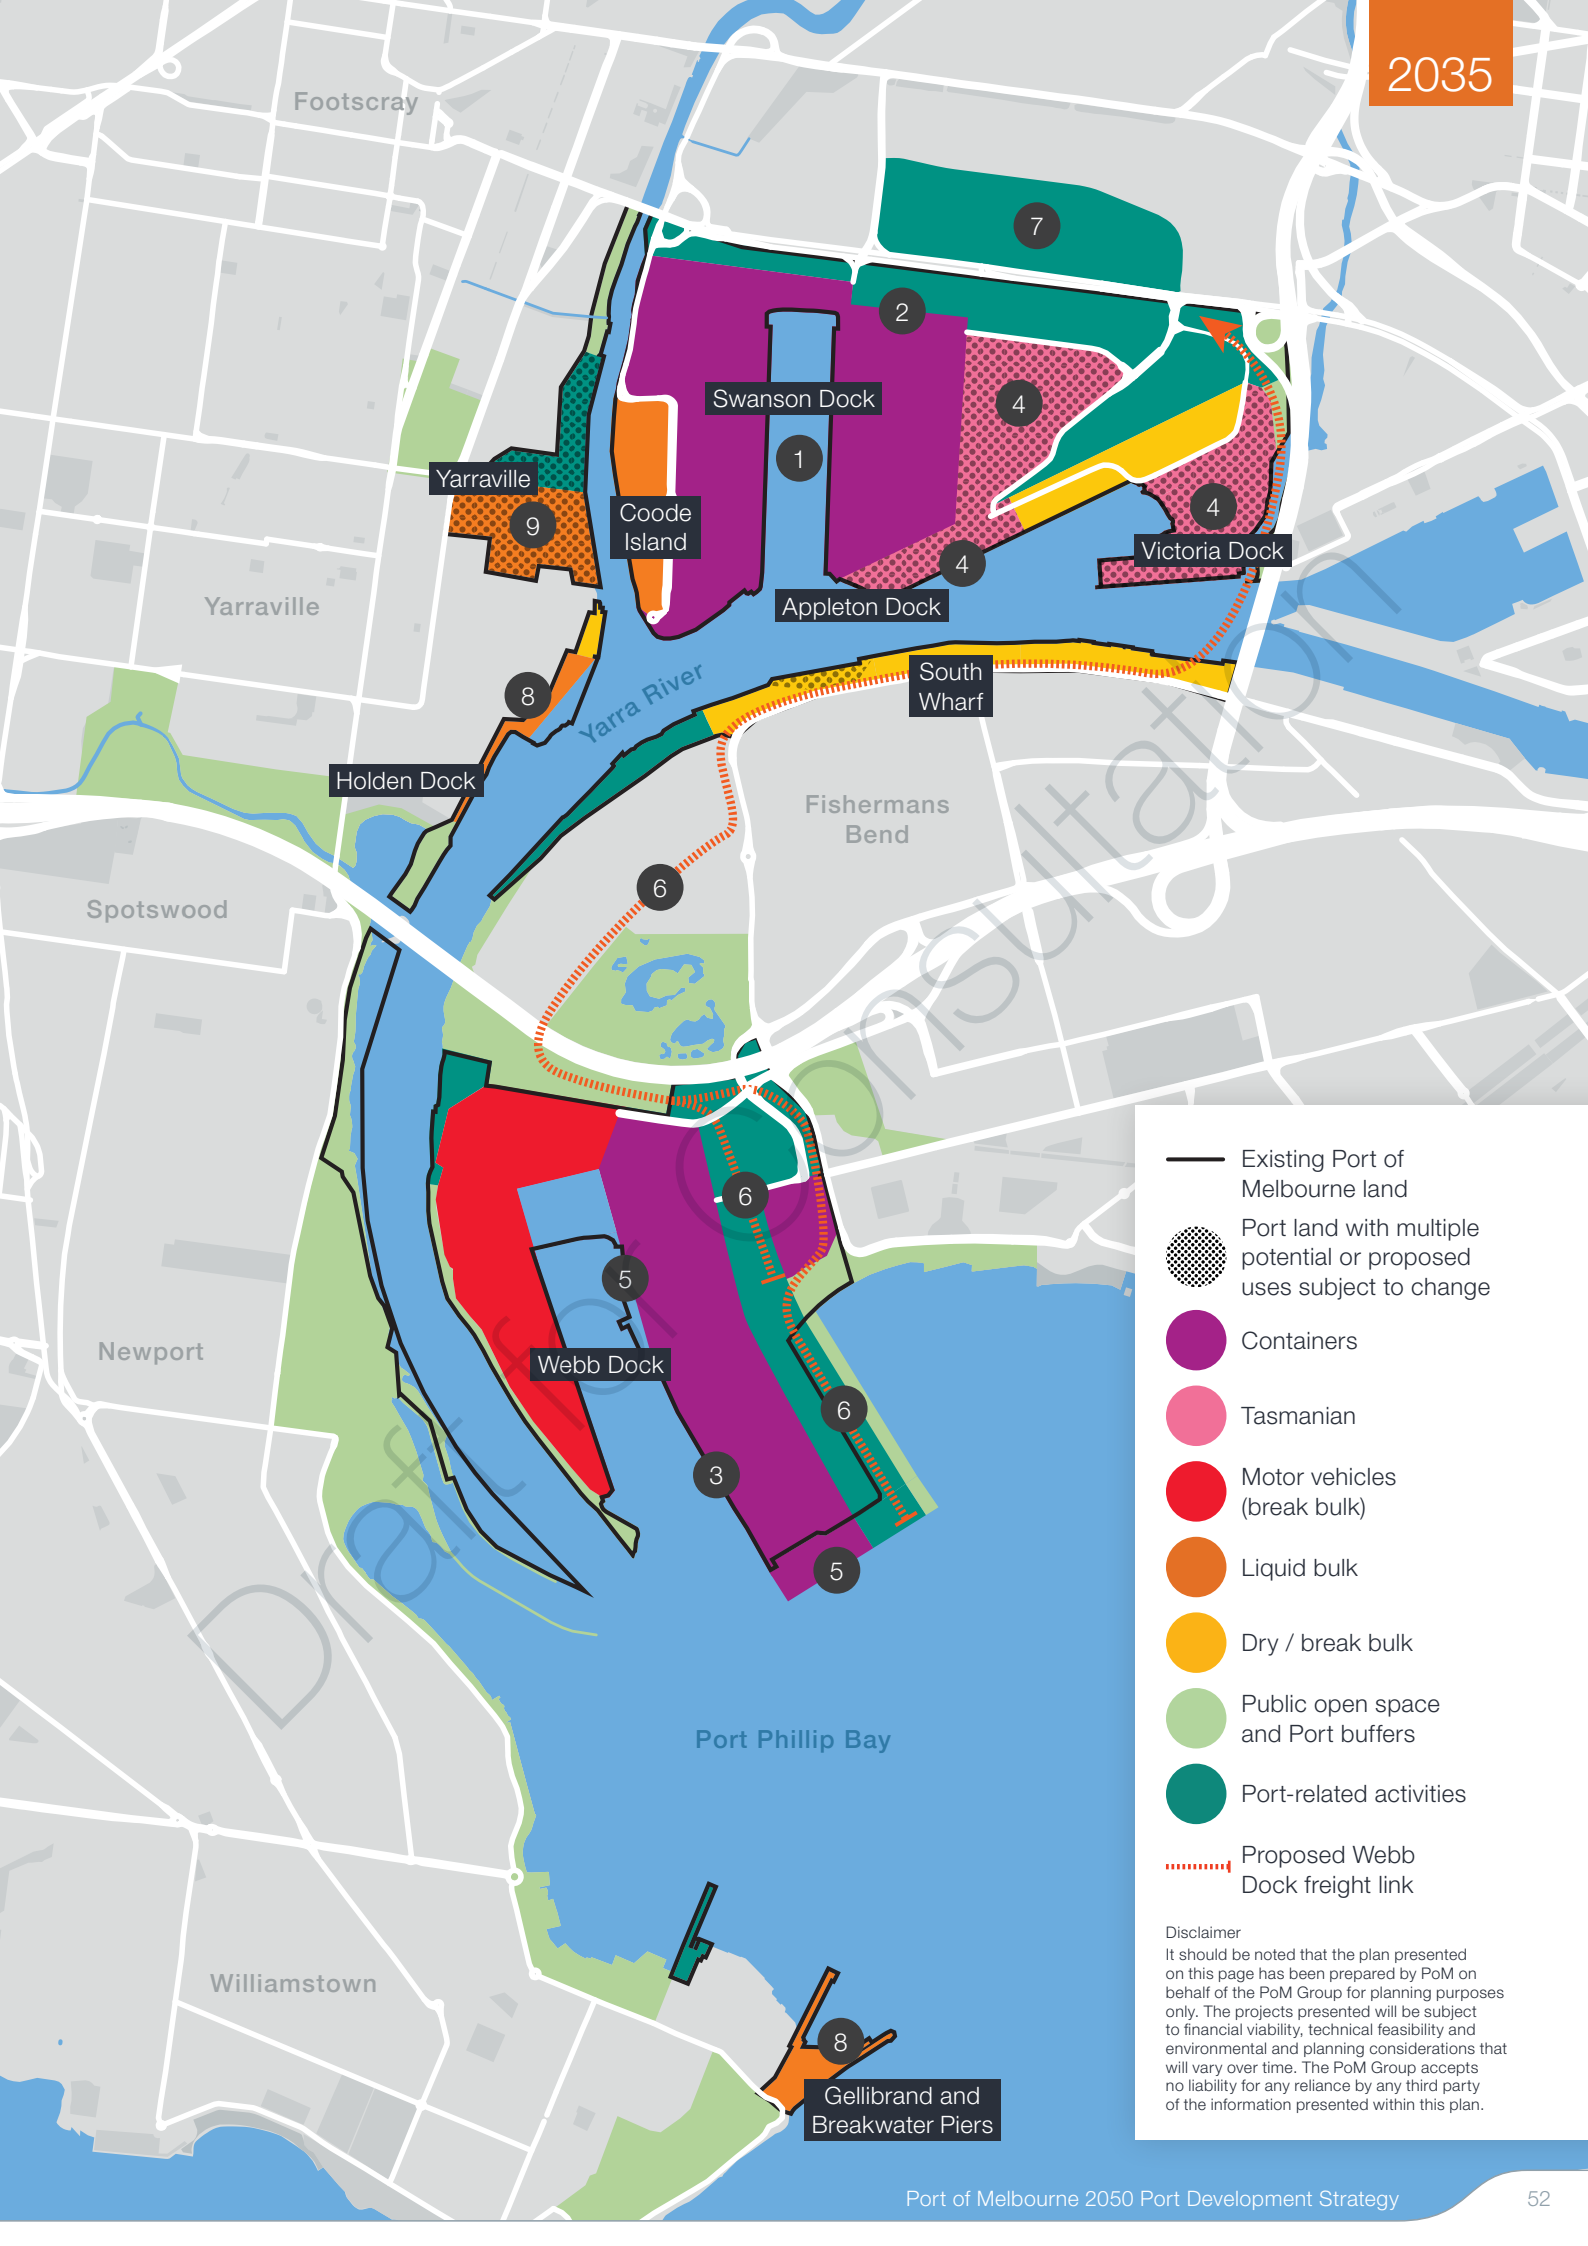 2035
Footscray
7
2
Swanson Dock
4
1
Yarraville
9
Coode
Island
4
Victoria Dock
4
Appleton Dock
Yarraville
South
Wharf
8
Yarra River
Holden Dock
Fishermans
Bend
6
Spotswood
6
5
Newport
Webb Dock
6
3
5
Draft for Consultation
Port Phillip Bay
Williamstown
8
Gellibrand and
Breakwater Piers
Existing Port of
Melbourne land
Port land with multiple
potential or proposed
uses subject to change
Containers
Tasmanian
Motor vehicles
(break bulk)
Liquid bulk
Dry / break bulk
Public open space
and Port buffers
Port-related activities
Proposed Webb
Dock freight link
Disclaimer
It should be noted that the plan presented
on this page has been prepared by PoM on
behalf of the PoM Group for planning purposes
only. The projects presented will be subject
to financial viability, technical feasibility and
environmental and planning considerations that
will vary over time. The PoM Group accepts
no liability for any reliance by any third party
of the information presented within this plan.
Port of Melbourne 2050 Port Development Strategy
52